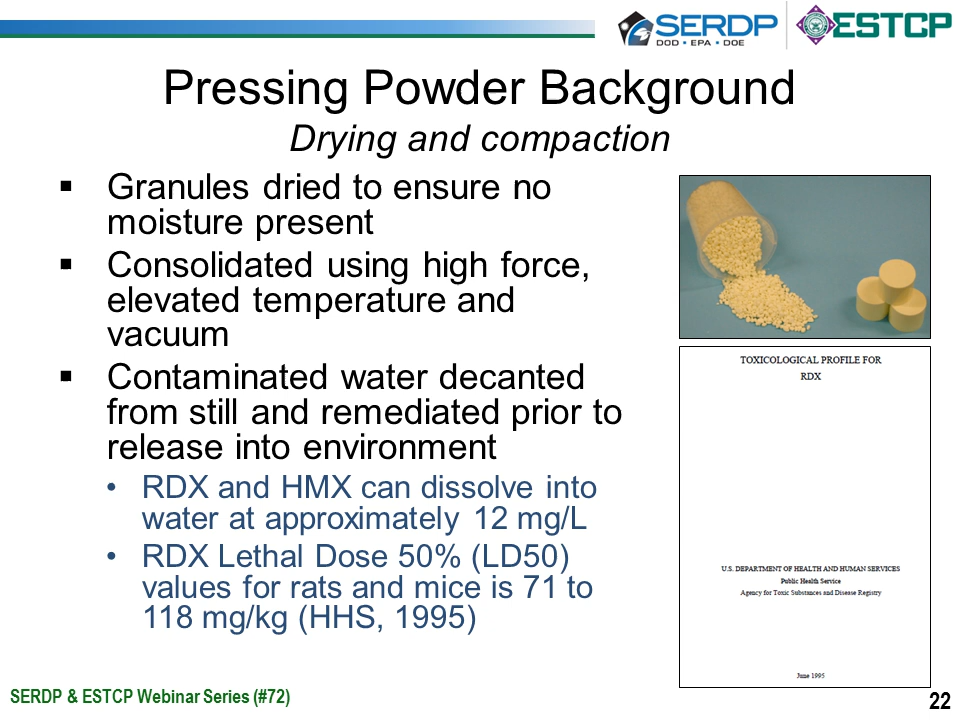 SERDP
DOD • EPA • DOE
ESTCP
Pressing Powder Background
Drying and compaction
▪ Granules dried to ensure no
moisture present
▪ Consolidated using high force,
elevated temperature and
vacuum
▪ Contaminated water decanted
from still and remediated prior to
release into environment
• RDX and HMX can dissolve into
water at approximately 12 mg/L
• RDX Lethal Dose 50% (LD50)
values for rats and mice is 71 to
118 mg/kg (HHS, 1995)
TOXICOLOGICAL PROFILE FOR
RDX
U.S. DEPARTMENT OF HEALTH AND HUMAN SERVICES
Public Health Service
Agency for Toxic Substances and Disease Registry
June 1995
SERDP & ESTCP Webinar Series (#72)
22